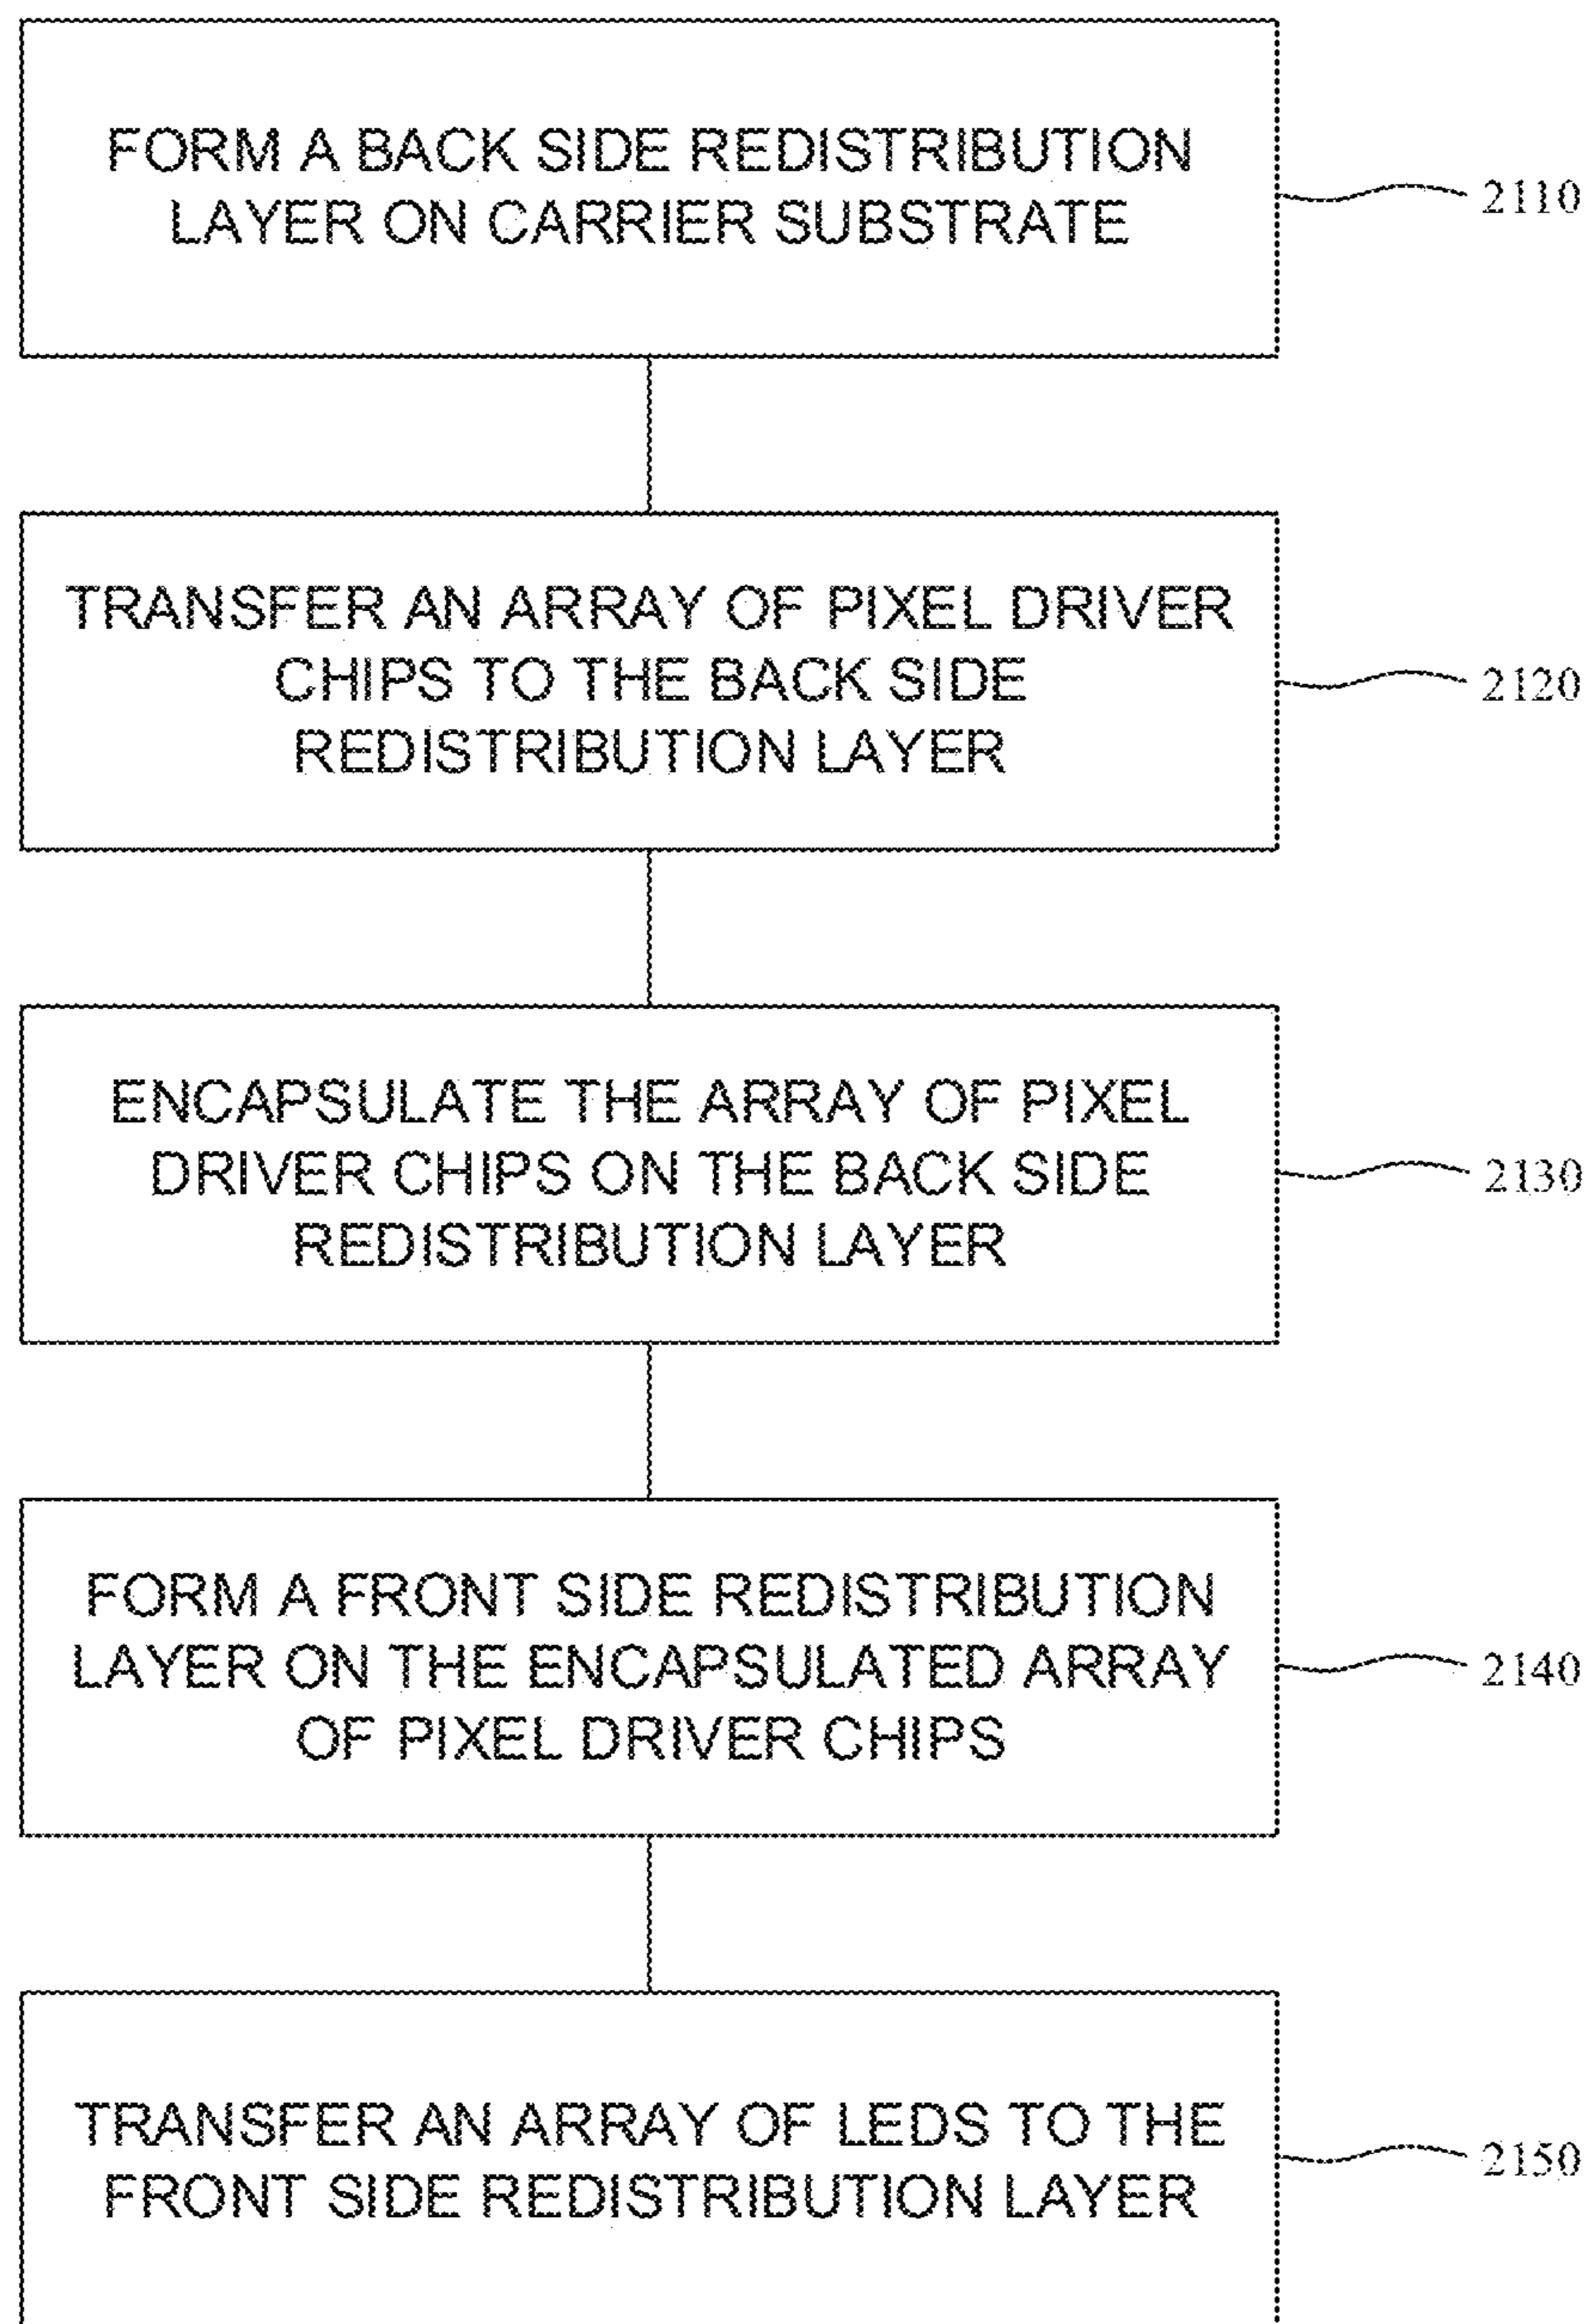 FORM A BACK SIDE REDISTRIBUTION
LAYER ON CARRIER SUBSTRATE
2110
TRANSFER AN ARRAY OF PIXEL DRIVER
CHIPS TO THE BACK SIDE
REDISTRIBUTION LAYER
2120
ENCAPSULATE THE ARRAY OF PIXEL
DRIVER CHIPS ON THE BACK SIDE
REDISTRIBUTION LAYER
2130
FORM A FRONT SIDE REDISTRIBUTION
LAYER ON THE ENCAPSULATED ARRAY
OF PIXEL DRIVER CHIPS
2140
TRANSFER AN ARRAY OF LEDS TO THE
FRONT SIDE REDISTRIBUTION LAYER
2150